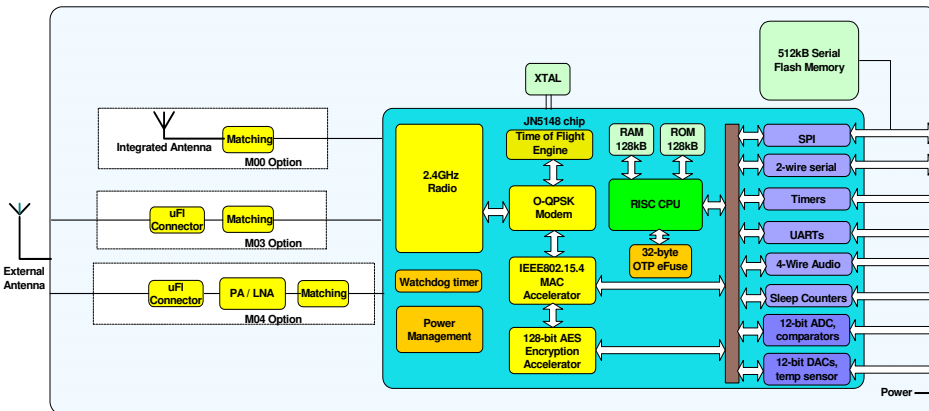 512kB Serial
Flash Memory
XTAL
JN5148 chip
Time of Flight
Engine
RAM
128kB
ROM
128kB
SPI
Integrated Antenna
Matching
M00 Option
2.4GHz
Radio
2-wire serial
O-QPSK
Modem
RISC CPU
Timers
uFl
Connector
Matching
M03 Option
UARTs
32-byte
OTP eFuse
External
Antenna
IEEE802.15.4
MAC
Accelerator
4-Wire Audio
Watchdog timer
uFl
Connector
PA / LNA
Matching
M04 Option
Sleep Counters
Power
Management
128-bit AES
Encryption
Accelerator
12-bit ADC,
comparators
12-bit DACs,
temp sensor
Power